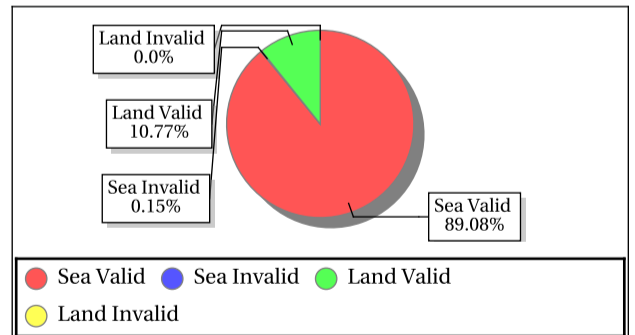 Land Invalid
0.0%
Land Valid
10.77%
Sea Invalid
0.15%
Sea Valid
89.08%
Sea Valid Sea Invalid Land Valid
Land Invalid